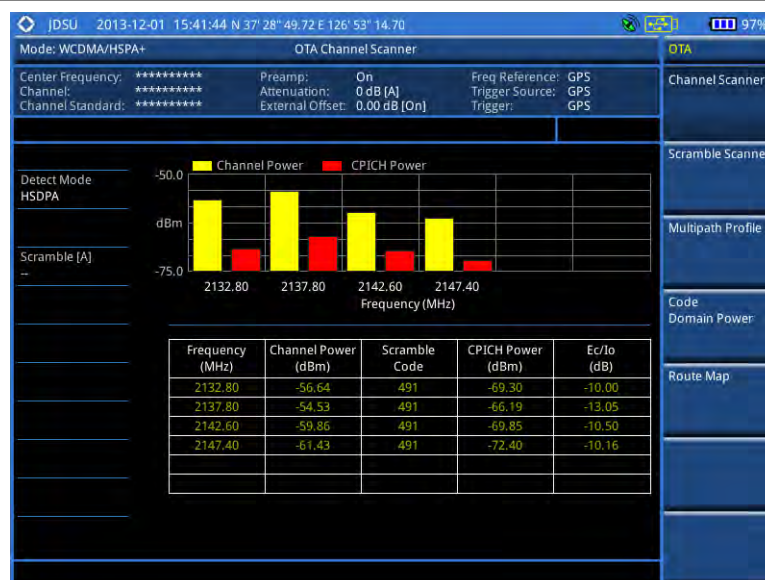 JDSU 2013-12-01 15:41:44 N 37' 28" 49.72 E 126' 53" 14.70 97%
Mode: WCDMA/HSPA+ OTA Channel Scanner OTA
Center Frequency: ********** Preamp: On Freq Reference: GPS
Channel: ********** Attenuation: 0 dB [A] Trigger Source: GPS
Channel Standard: ********** External Offset: 0.00 dB [On] Trigger: GPS
Channel Scanner
Scramble Scanne
Multipath Profile
Code
Domain Power
Route Map
Detect Mode
HSDPA
Scramble [A]
--
Channel Power CPICH Power
-50.0
dBm
-75.0
2132.80 2137.80 2142.60 2147.40
Frequency (MHz)
Frequency (MHz) Channel Power (dBm) Scramble Code CPICH Power (dBm) Ec/Io (dB)
2132.80 -56.64 491 -69.30 -10.00
2137.80 -54.53 491 -66.19 -13.05
2142.60 -59.86 491 -69.85 -10.50
2147.40 -61.43 491 -72.40 -10.16